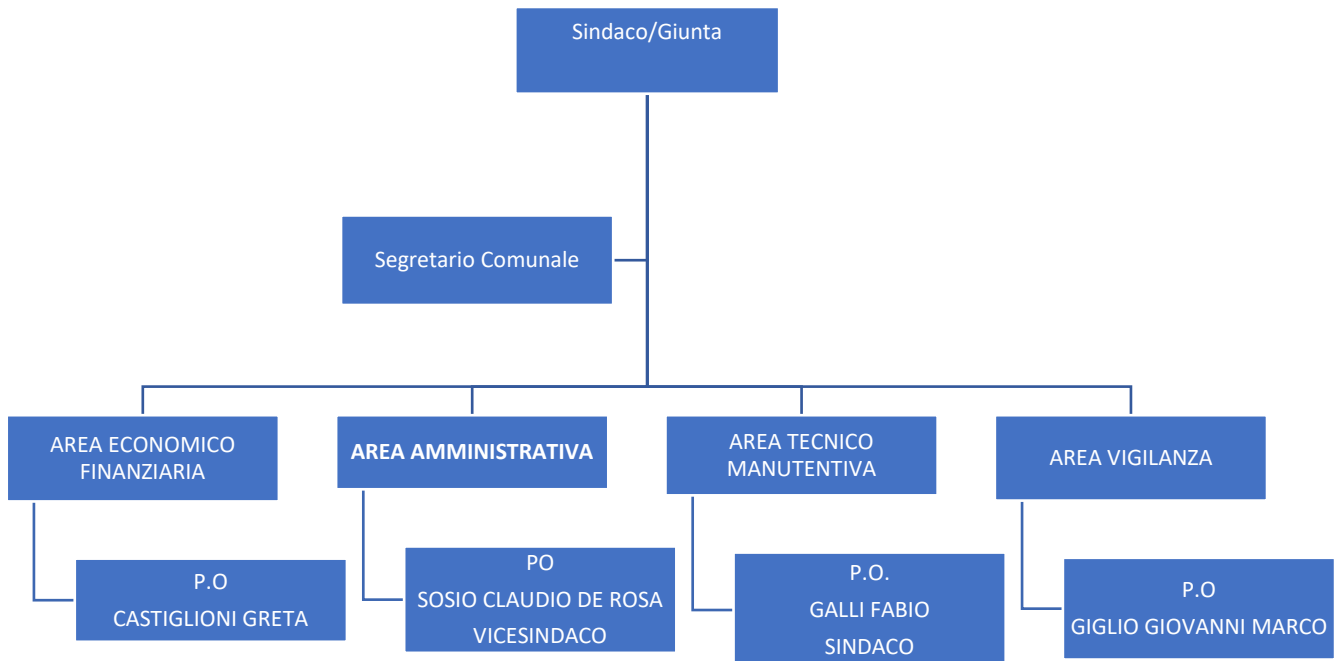 Sindaco/Giunta
Segretario Comunale
AREA ECONOMICO
FINANZIARIA
AREA AMMINISTRATIVA
AREA TECNICO
MANUTENTIVA
AREA VIGILANZA
P.O
CASTIGLIONI GRETA
PO
SOSIO CLAUDIO DE ROSA
VICESINDACO
P.O.
GALLI FABIO
SINDACO
P.O
GIGLIO GIOVANNI MARCO